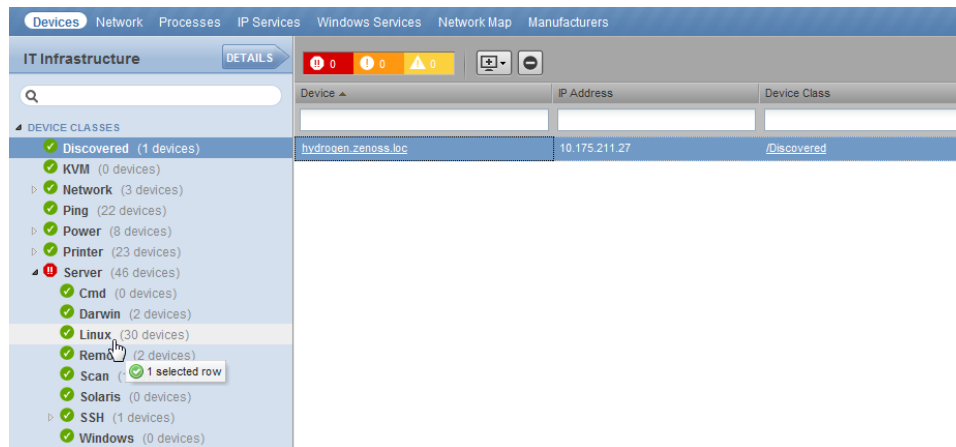 Devices Network Processes IP Services Windows Services Network Map Manufacturers
IT Infrastructure DETAILS
0 0 0
Device IP Address Device Class
DEVICE CLASSES
Discovered (1 devices)
hydrogen.zenoss.loc 10.175.211.27 /Discovered
KVM (0 devices)
Network (3 devices)
Ping (22 devices)
Power (8 devices)
Printer (23 devices)
Server (46 devices)
Cmd (0 devices)
Darwin (2 devices)
Linux (30 devices)
(2 devices)
1 selected row
Scan
Solaris (0 devices)
SSH (1 devices)
Windows (0 devices)